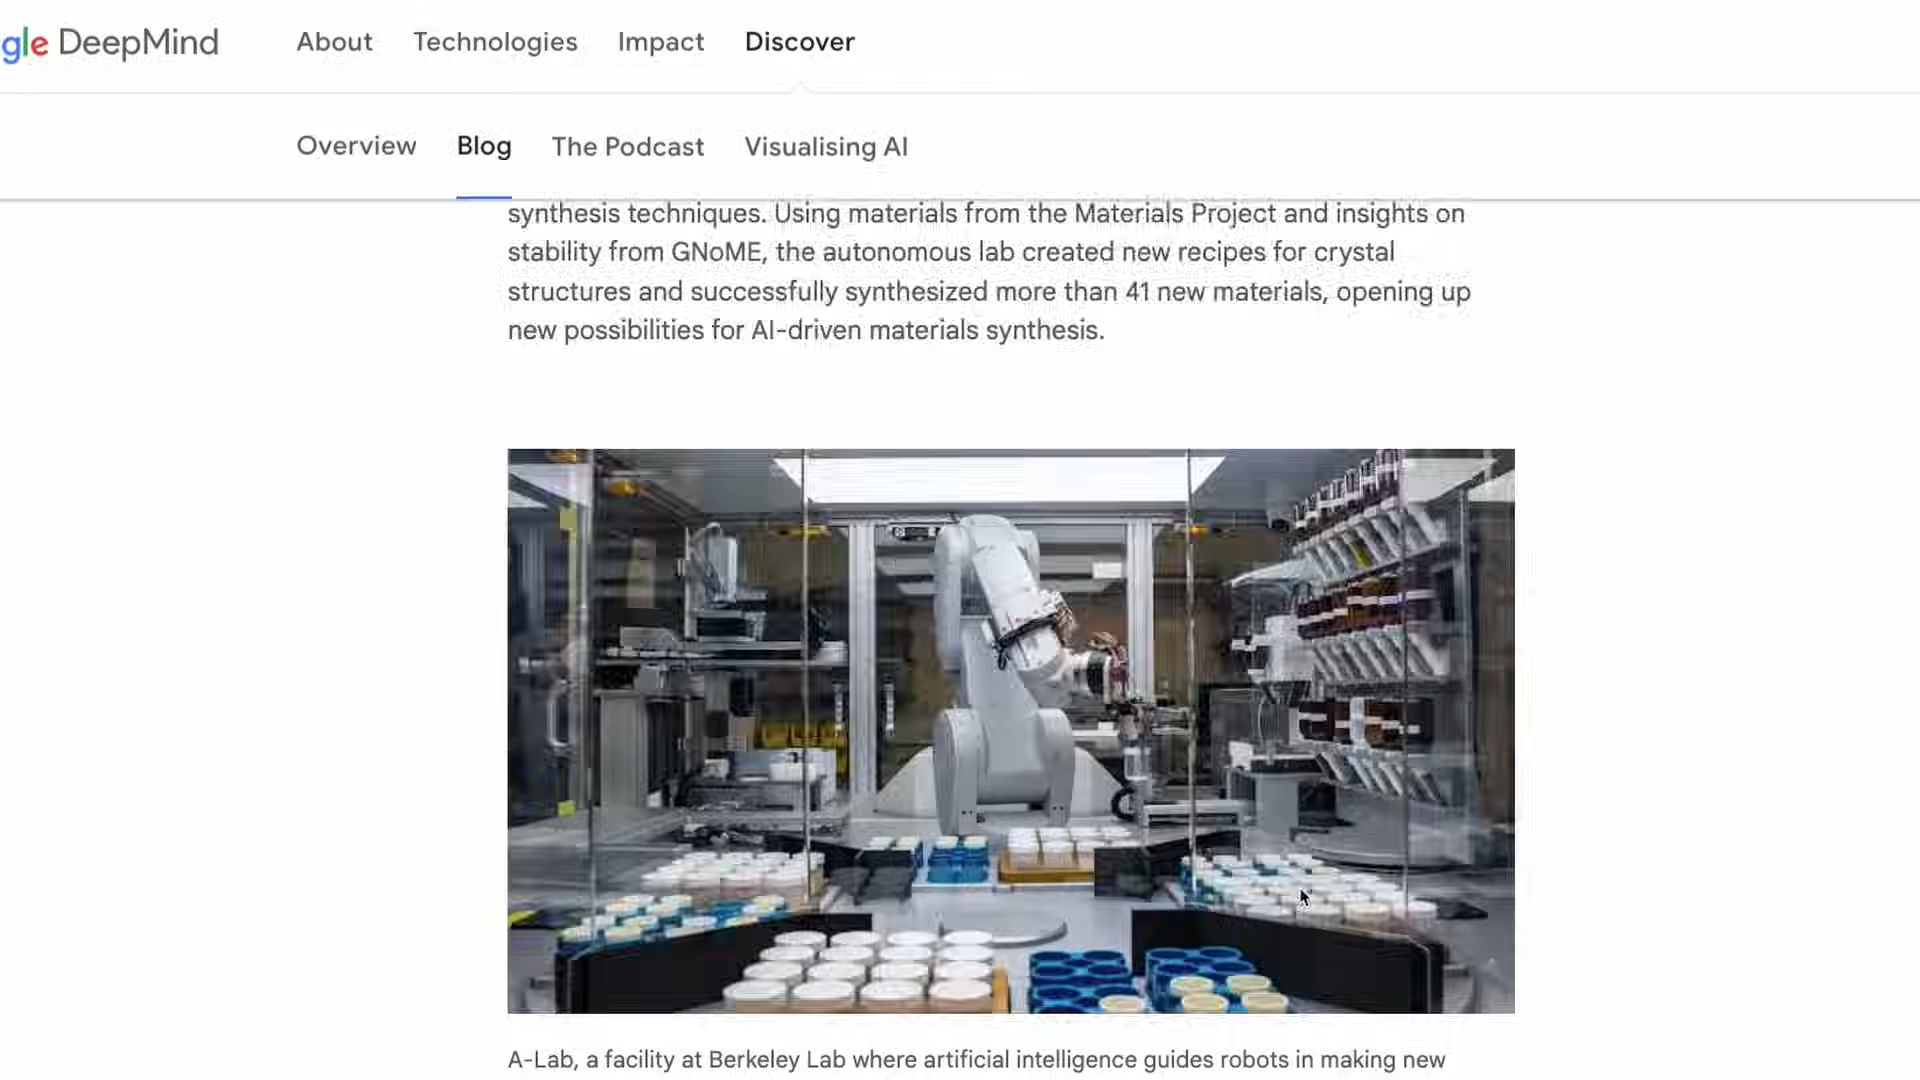 gle DeepMind About Technologies Impact Discover
Overview Blog The Podcast Visualising AI
synthesis techniques. Using materials from the Materials Project and insights on
stability from GNoME, the autonomous lab created new recipes for crystal
structures and successfully synthesized more than 41 new materials, opening up
new possibilities for AI-driven materials synthesis.
A-Lab, a facility at Berkeley Lab where artificial intelligence guides robots in making new